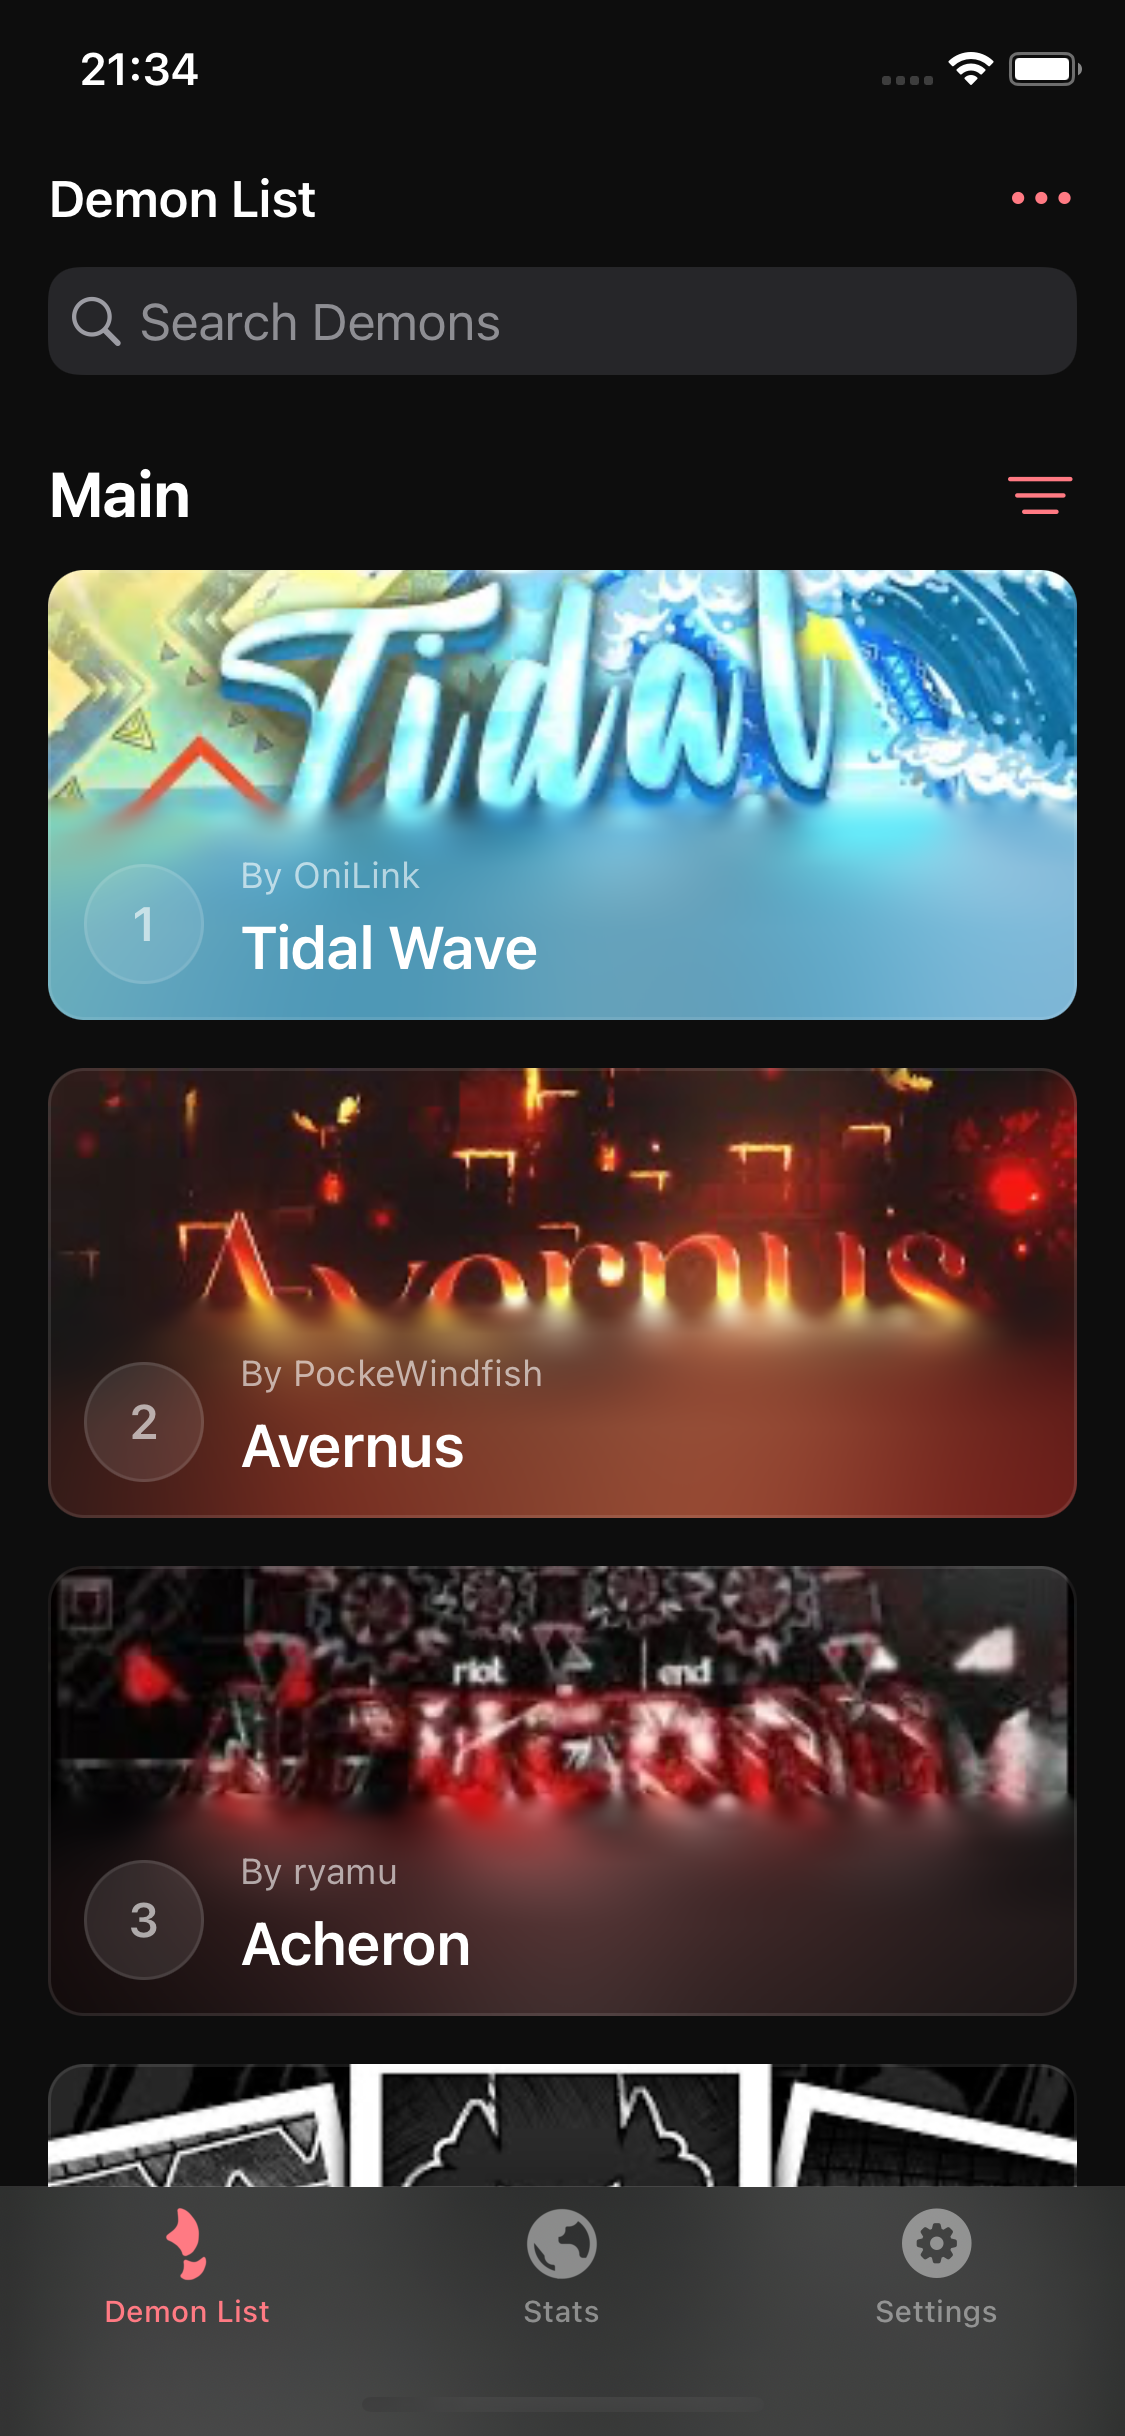 21:34
Demon List
Search Demons
Main
Tidal
By OniLink
1
Tidal Wave
Avernus
By PockeWindfish
2
Avernus
riot
end
By ryamu
3
Acheron
Demon List
Stats
Settings